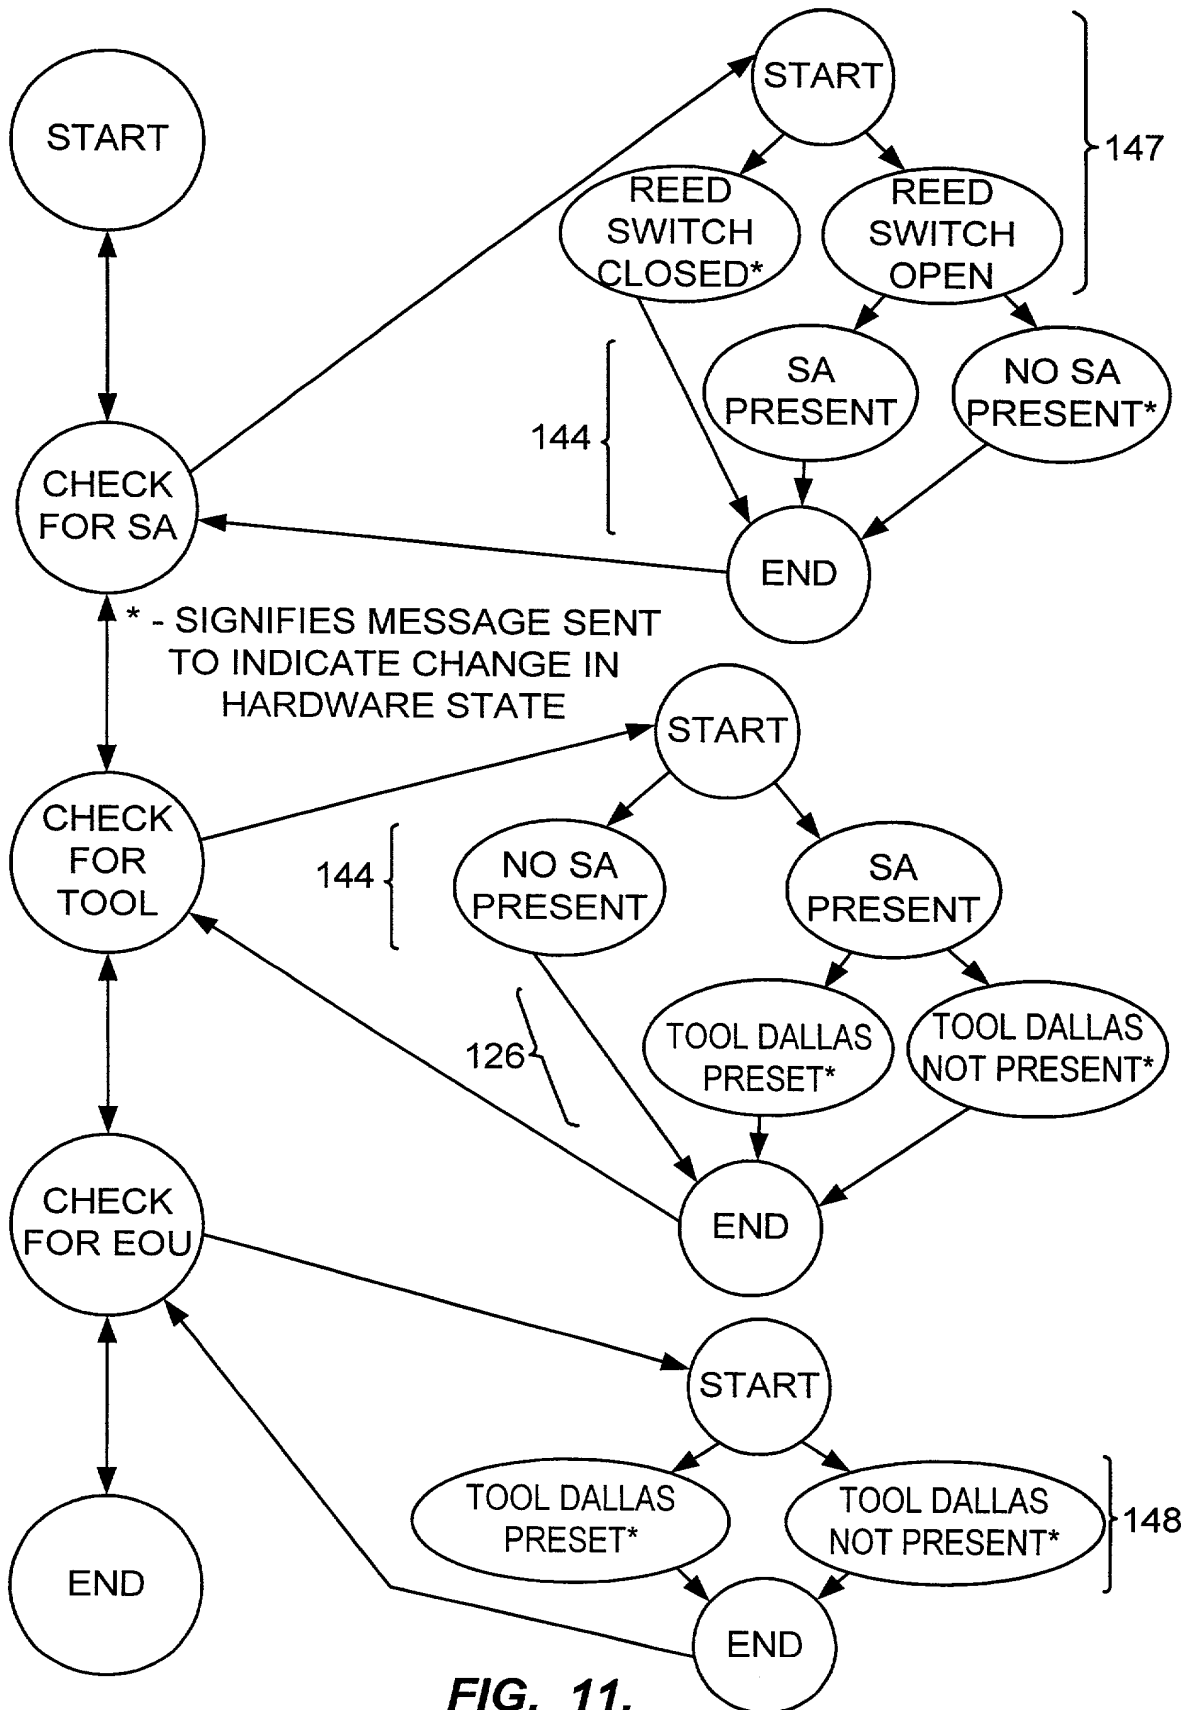 START
CHECK
FOR SA
START
REED
SWITCH
CLOSED*
REED
SWITCH
OPEN
147
SA
PRESENT
NO SA
PRESENT*
144
END
* - SIGNIFIES MESSAGE SENT
TO INDICATE CHANGE IN
HARDWARE STATE
CHECK
FOR
TOOL
START
144
NO SA
PRESENT
SA
PRESENT
126
TOOL DALLAS
PRESET*
TOOL DALLAS
NOT PRESENT*
END
CHECK
FOR EOU
START
TOOL DALLAS
PRESET*
TOOL DALLAS
NOT PRESENT*
148
END
END
FIG. 11.